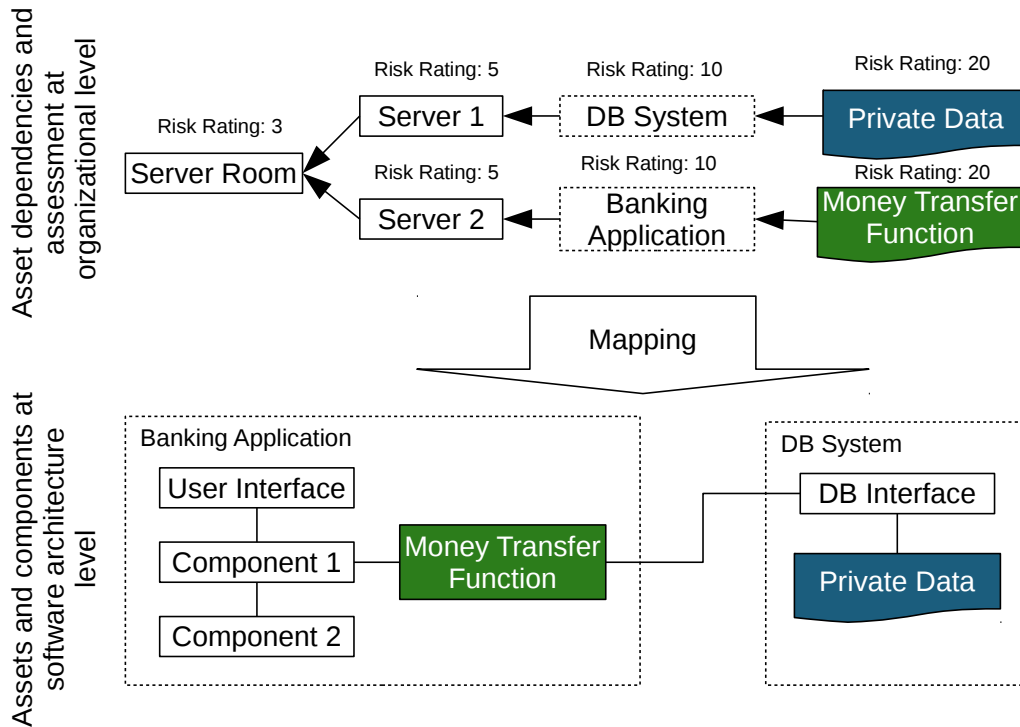 Asset dependencies and
assessment at
organizational level
Risk Rating: 3
Server Room
Risk Rating: 5
Server 1
Risk Rating: 10
DB System
Risk Rating: 20
Private Data
Risk Rating: 5
Server 2
Risk Rating: 10
Banking
Application
Risk Rating: 20
Money Transfer
Function
Mapping
Assets and components at
software architecture
level
Banking Application
User Interface
Component 1
Component 2
Money Transfer
Function
DB System
DB Interface
Private Data